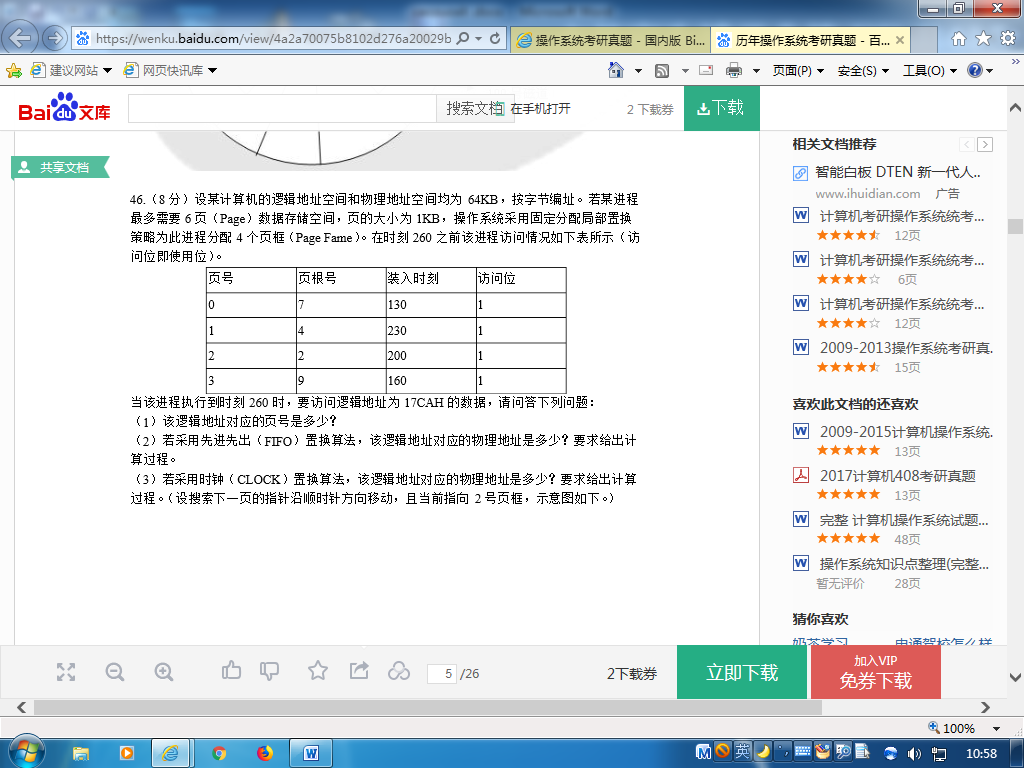 https://wenku.baidu.com/view/4a2a70075b8102d276a20029b
操作系统考研真题 - 国内版 Bi...
历年操作系统考研真题 - 百...
建议网站
网页快讯库
页面(P)
安全(S)
工具(O)
Bai du 文库
搜索文档
在手机打开
2 下载券
下载
共享文档
46.（8 分）设某计算机的逻辑地址空间和物理地址空间均为 64KB，按字节编址。若某进程
最多需要 6 页（Page）数据存储空间，页的大小为 1KB，操作系统采用固定分配局部置换
策略为此进程分配 4 个页框（Page Fame）。在时刻 260 之前该进程访问情况如下表所示（访
问位即使用位）。
页号 页根号 装入时刻 访问位
0 7 130 1
1 4 230 1
2 2 200 1
3 9 160 1
当该进程执行到时刻 260 时，要访问逻辑地址为 17CAH 的数据，请问答下列问题：
（1）该逻辑地址对应的页号是多少？
（2）若采用先进先出（FIFO）置换算法，该逻辑地址对应的物理地址是多少？要求给出计
算过程。
（3）若采用时钟（CLOCK）置换算法，该逻辑地址对应的物理地址是多少？要求给出计算
过程。（设搜索下一页的指针沿顺时针方向移动，且当前指向 2 号页框，示意图如下。）
相关文档推荐
智能白板 DTEN 新一代人..
www.ihuidian.com 广告
计算机考研操作系统统考...
12页
计算机考研操作系统统考...
6页
计算机考研操作系统统考...
12页
2009-2013操作系统考研真.
15页
喜欢此文档的还喜欢
2009-2015计算机操作系统.
13页
2017计算机408考研真题
13页
完整 计算机操作系统试题...
48页
操作系统知识点整理(完整...
暂无评价 28页
猜你喜欢
奶茶学习
申通驾校怎么样
5 /26
2下载券
立即下载
加入VIP
免券下载
100%
英
10:58